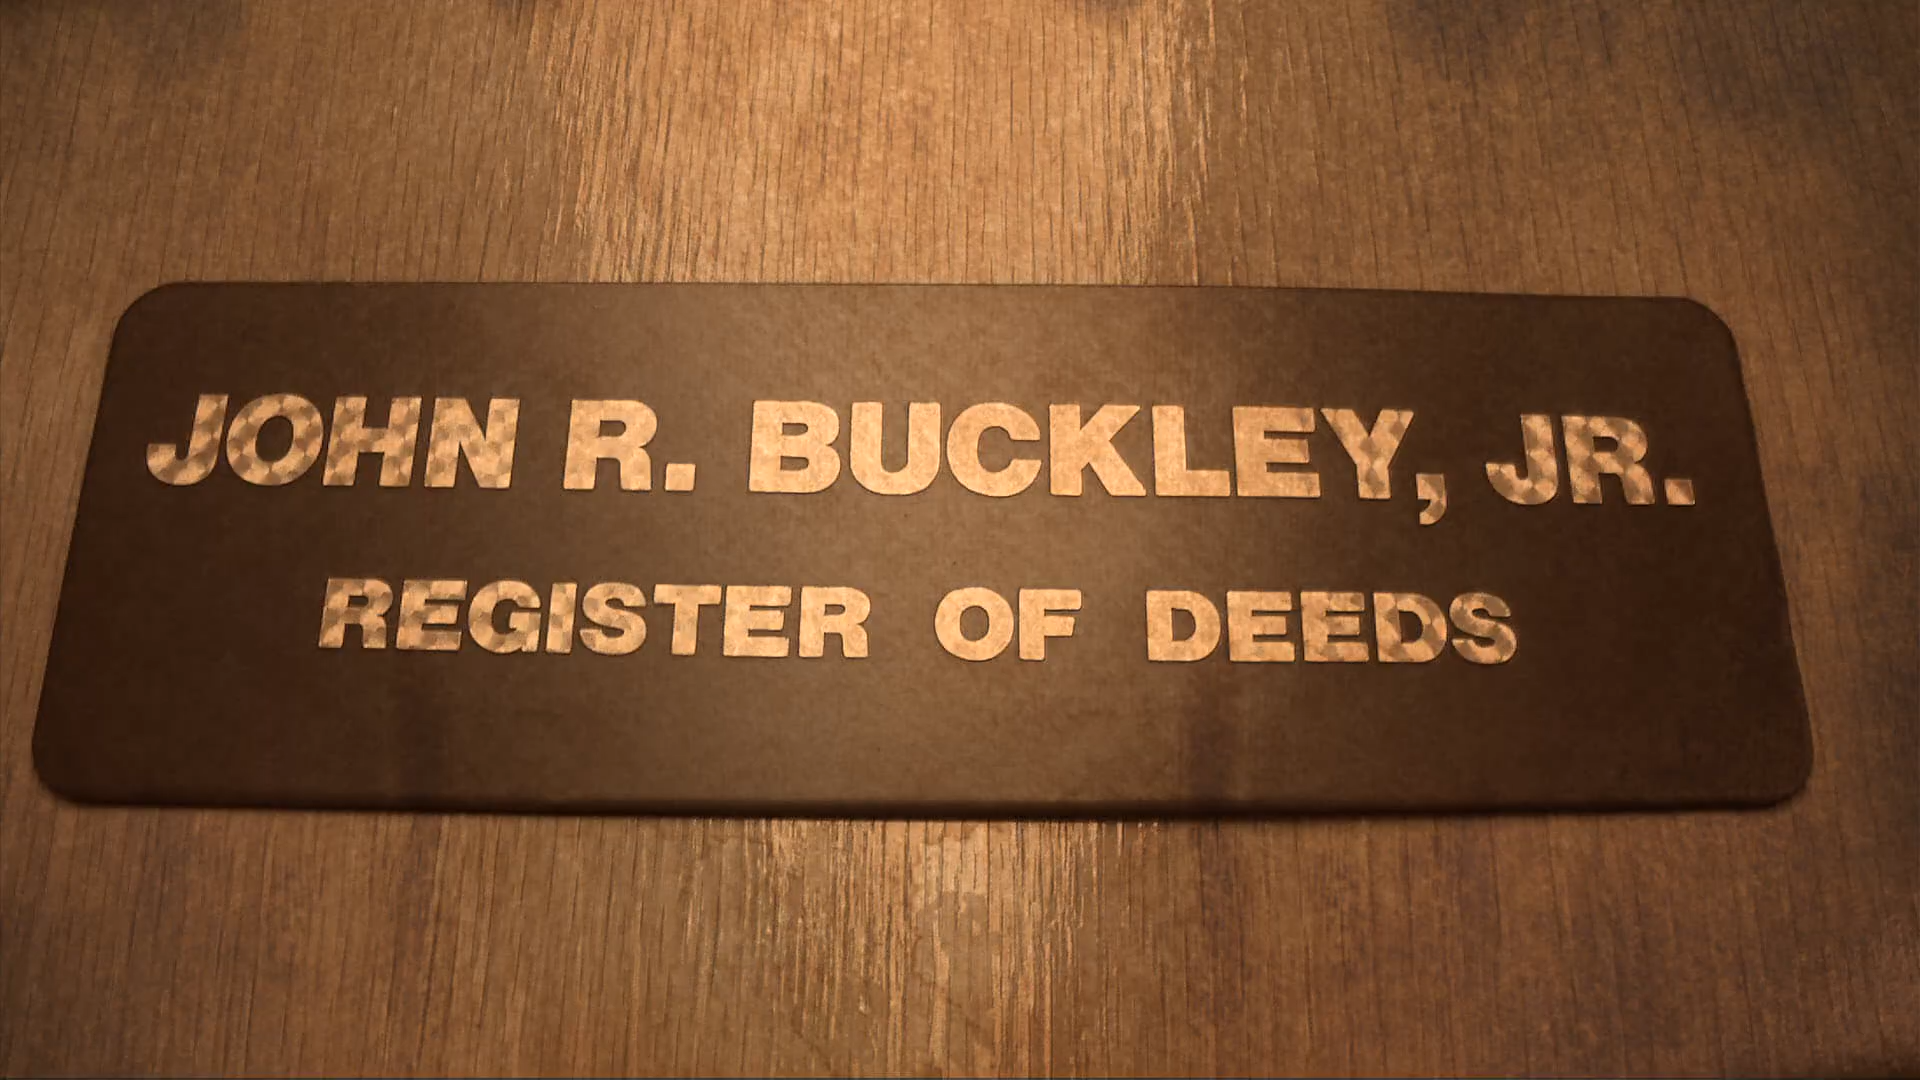 JOHN R. BUCKLEY, JR.
REGISTER OF DEEDS